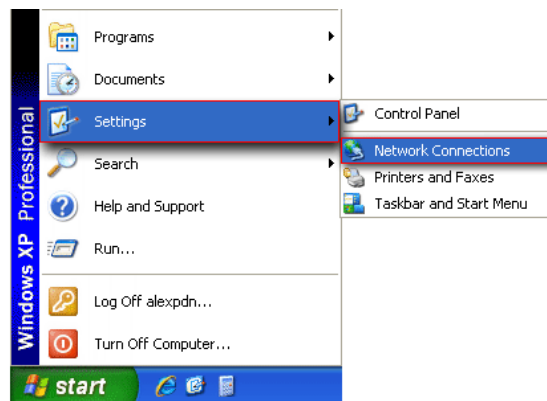 Windows XP Professional
Programs
Documents
Settings
Search
Help and Support
Run...
Log Off alexpdn...
Turn Off Computer...
Control Panel
Network Connections
Printers and Faxes
Taskbar and Start Menu
start